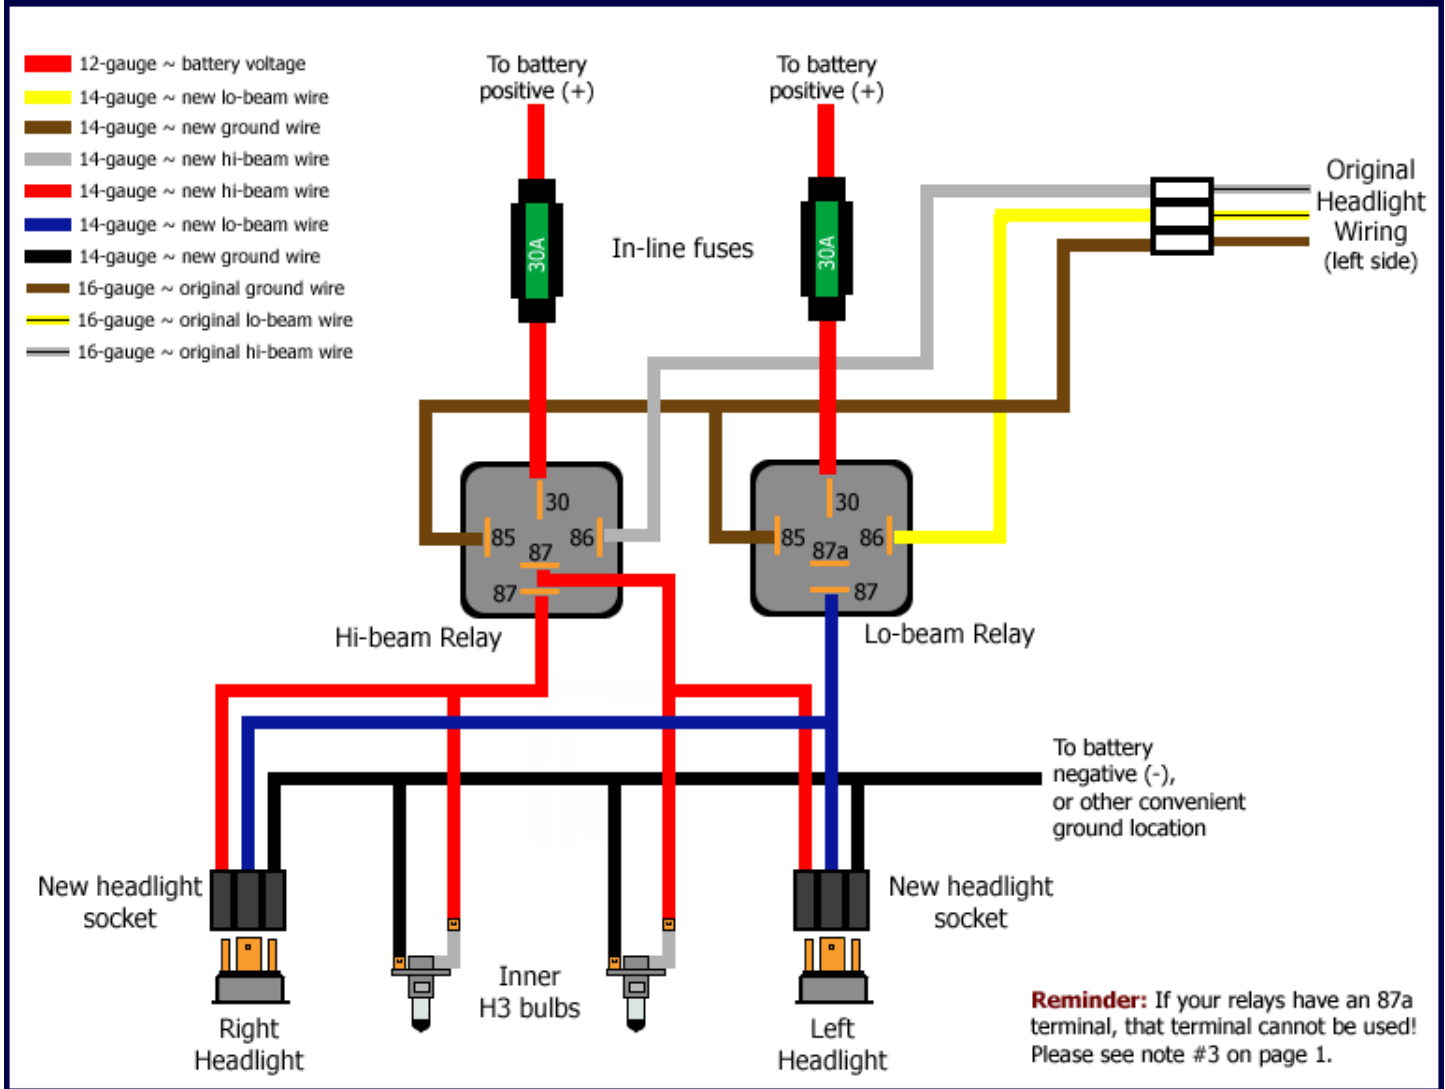 12-gauge ~ battery voltage
14-gauge ~ new lo-beam wire
14-gauge ~ new ground wire
14-gauge ~ new hi-beam wire
14-gauge ~ new hi-beam wire
14-gauge ~ new lo-beam wire
14-gauge ~ new ground wire
16-gauge ~ original ground wire
16-gauge ~ original lo-beam wire
16-gauge ~ original hi-beam wire
To battery
positive (+)
To battery
positive (+)
30A
In-line fuses
30A
Original
Headlight
Wiring
(left side)
30
85
86
87
87
Hi-beam Relay
30
85
86
87a
87
Lo-beam Relay
To battery
negative (-),
or other convenient
ground location
New headlight
socket
New headlight
socket
Inner
H3 bulbs
Right
Headlight
Left
Headlight
Reminder: If your relays have an 87a
terminal, that terminal cannot be used!
Please see note #3 on page 1.